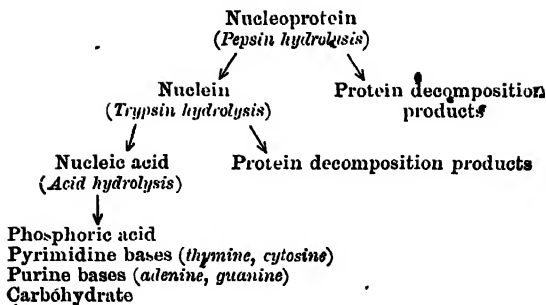 Nucleoprotein
(Pepsin hydrolysis)
Nuclein
(Trypsin hydrolysis)
Protein decomposition
products
Nucleic acid
(Acid hydrolysis)
Protein decomposition products
Phosphoric acid
Pyrimidine bases (thymine, cytosine)
Purine bases (adenine, guanine)
Carbohydrate